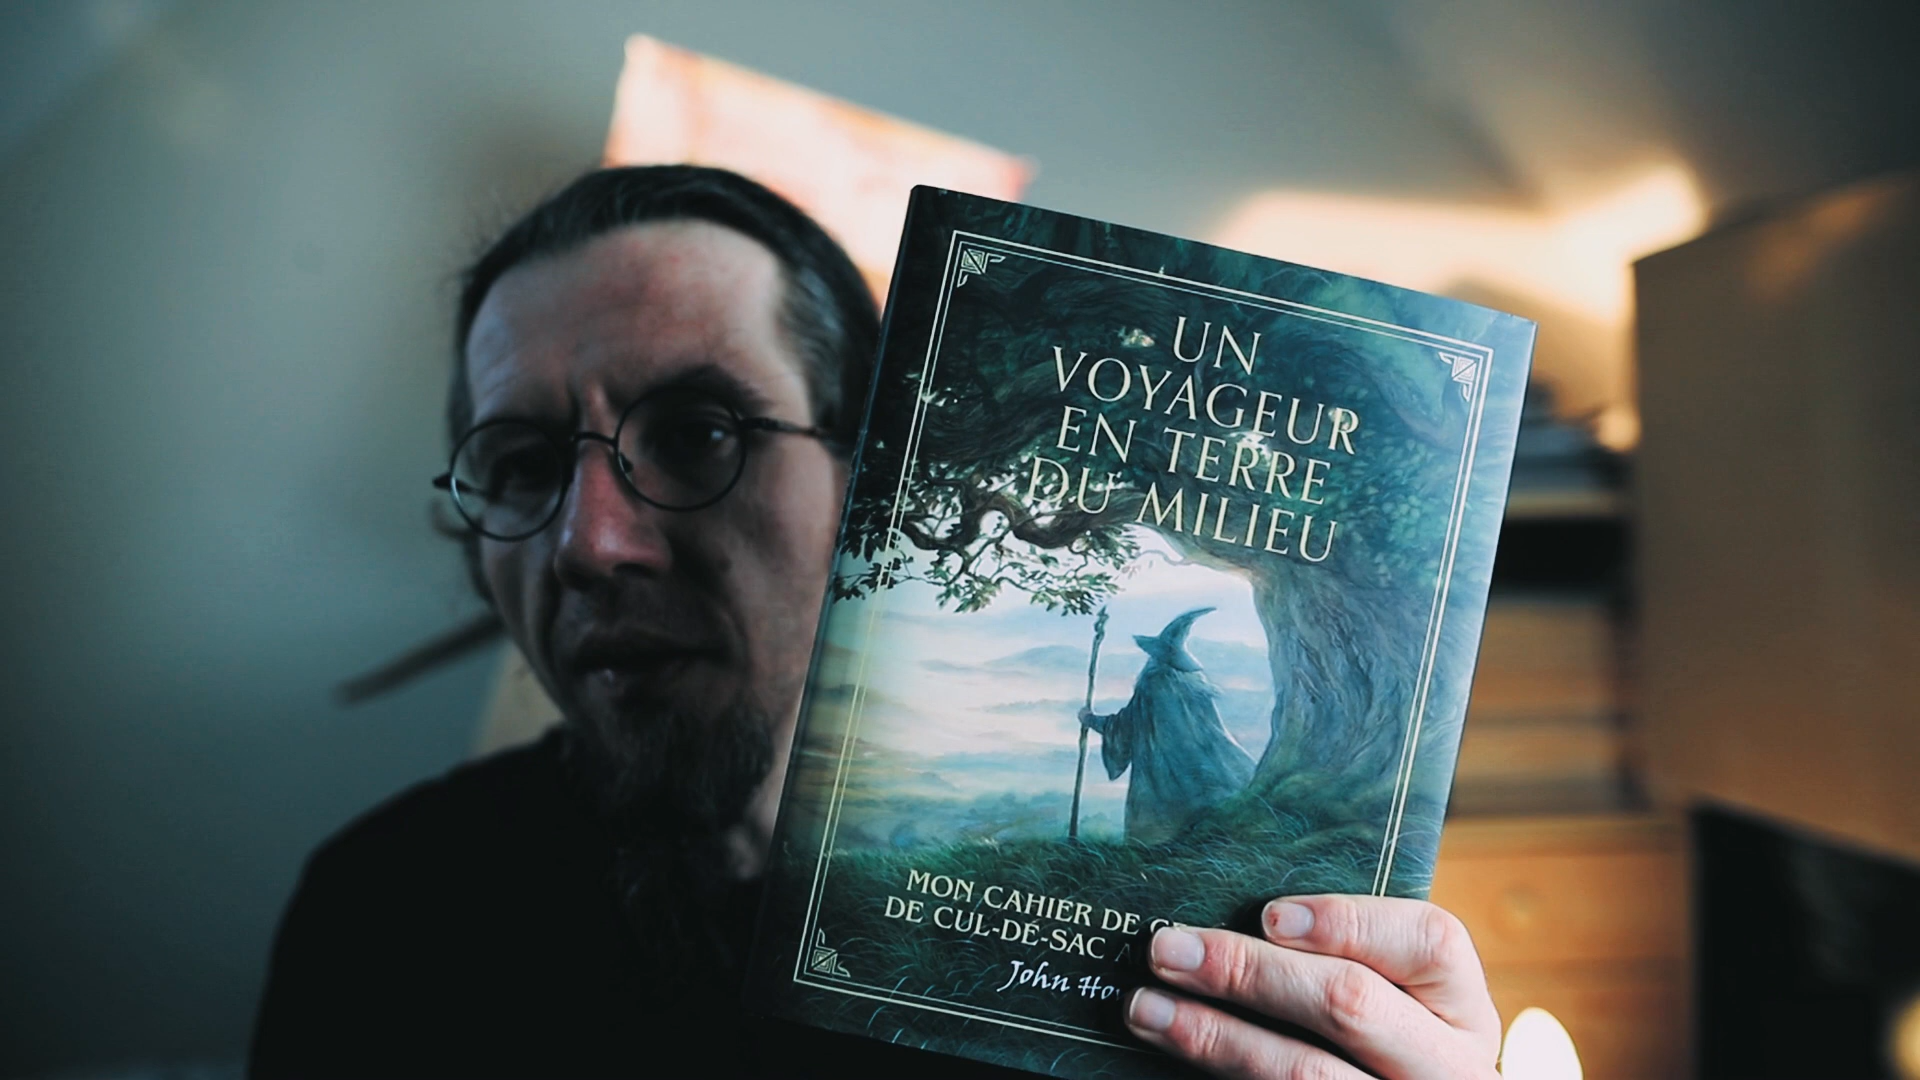 UN
VOYAGEUR
EN TERRE
DU MILIEU
MON CAHIER DE
DE CUL-DE-SAC
John